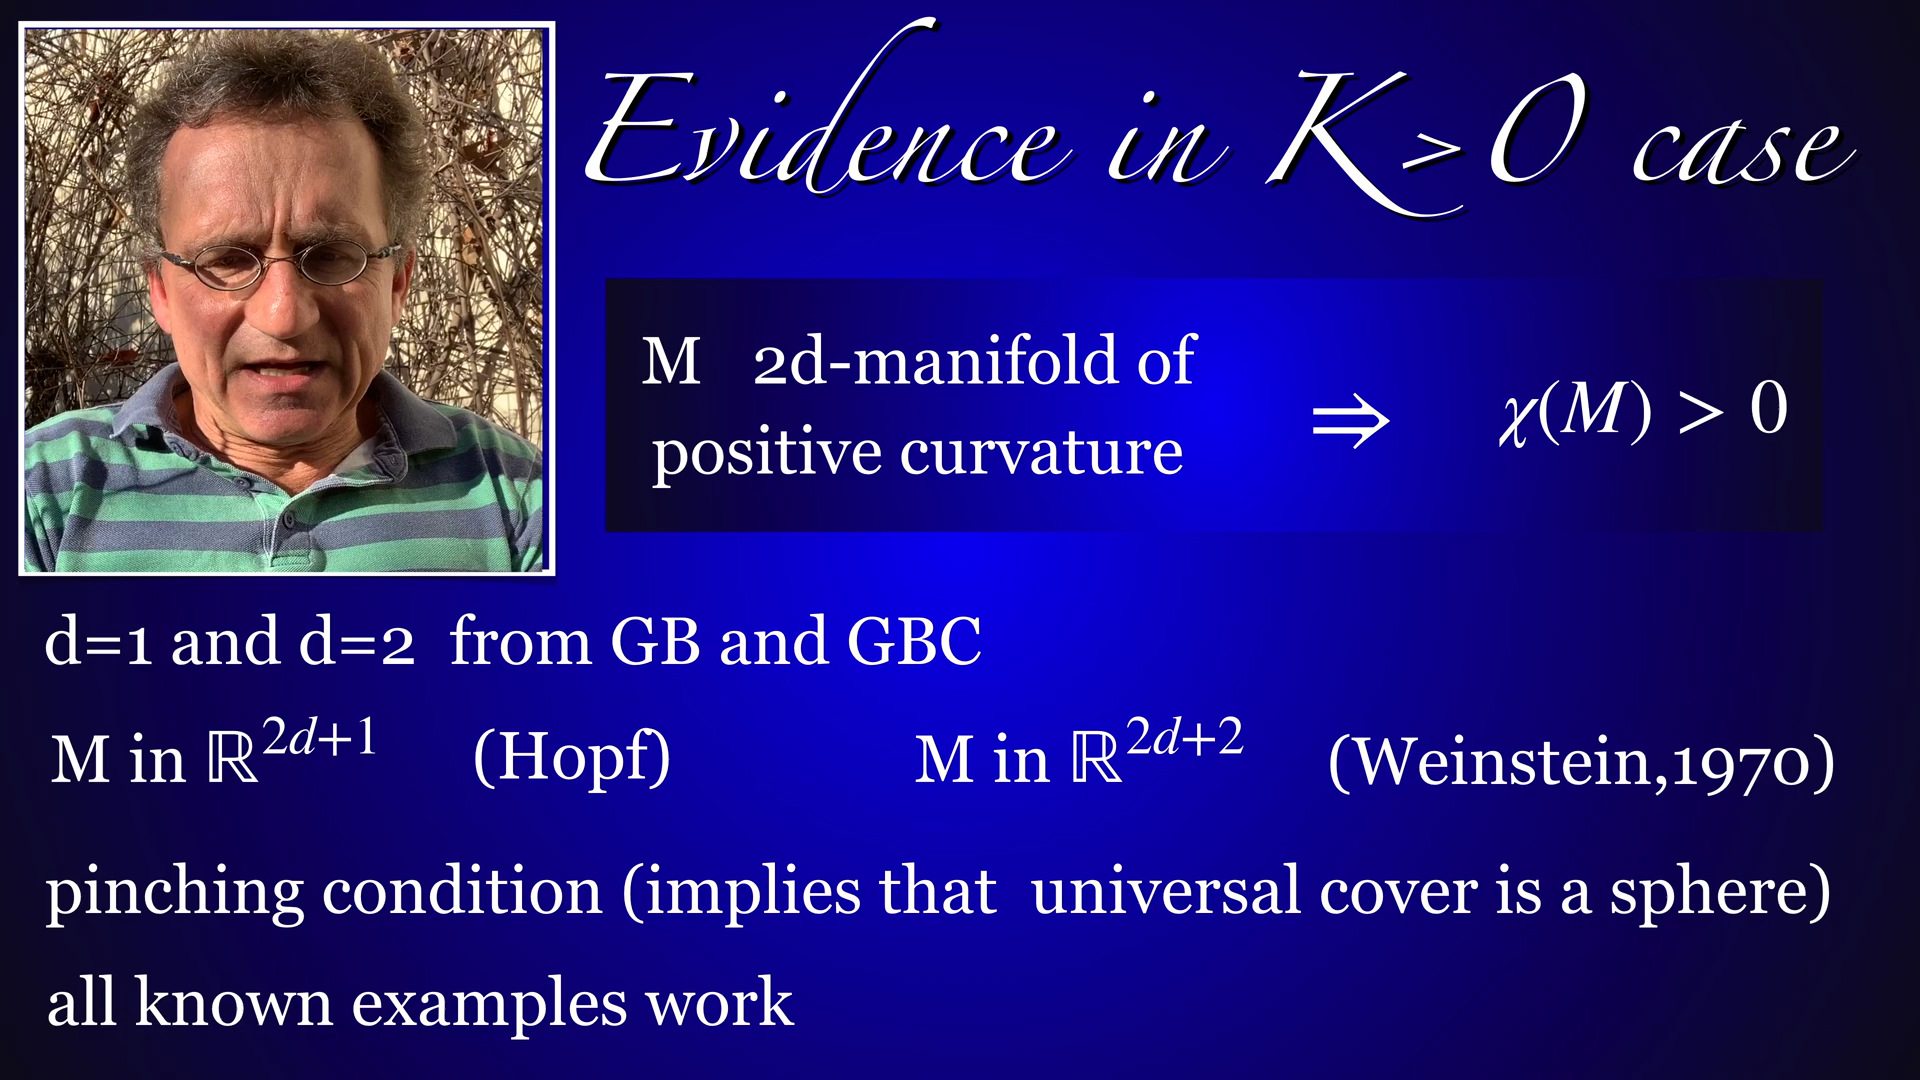 Evidence in K > 0 case
M 2d-manifold of
positive curvature
⇒ χ(M) > 0
d=1 and d=2 from GB and GBC
M in ℝ^{2d+1} (Hopf) M in ℝ^{2d+2} (Weinstein,1970)
pinching condition (implies that universal cover is a sphere)
all known examples work